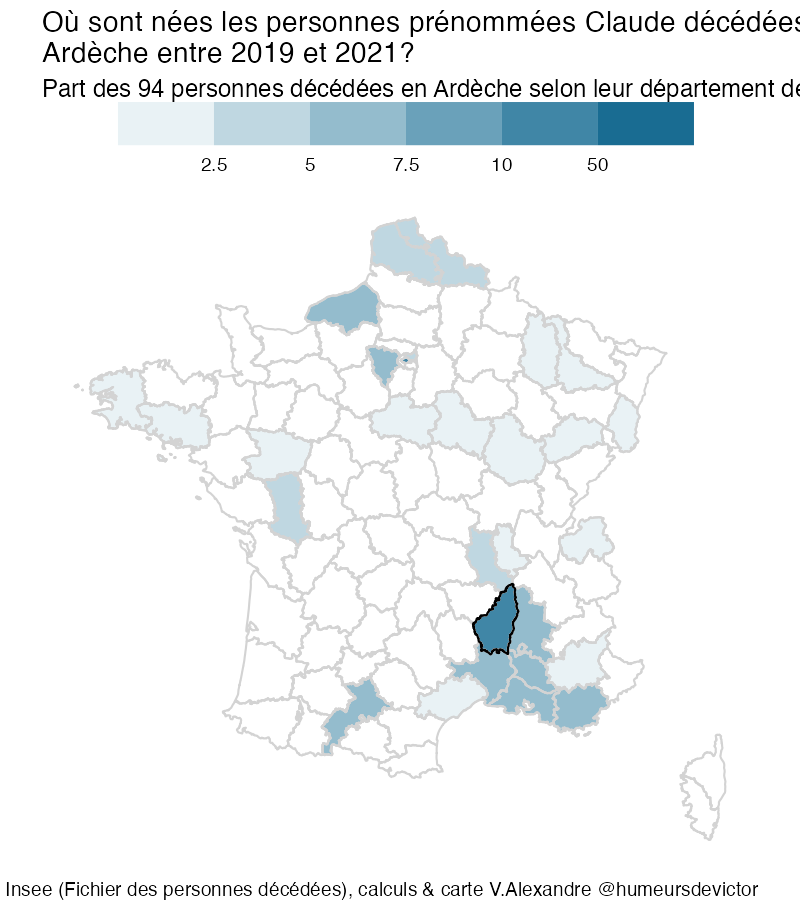 Où sont nées les personnes prénommées Claude décédées
Ardèche entre 2019 et 2021?
Part des 94 personnes décédées en Ardèche selon leur département de
2.5 5 7.5 10 50
Insee (Fichier des personnes décédées), calculs & carte V.Alexandre @humeursdevictor